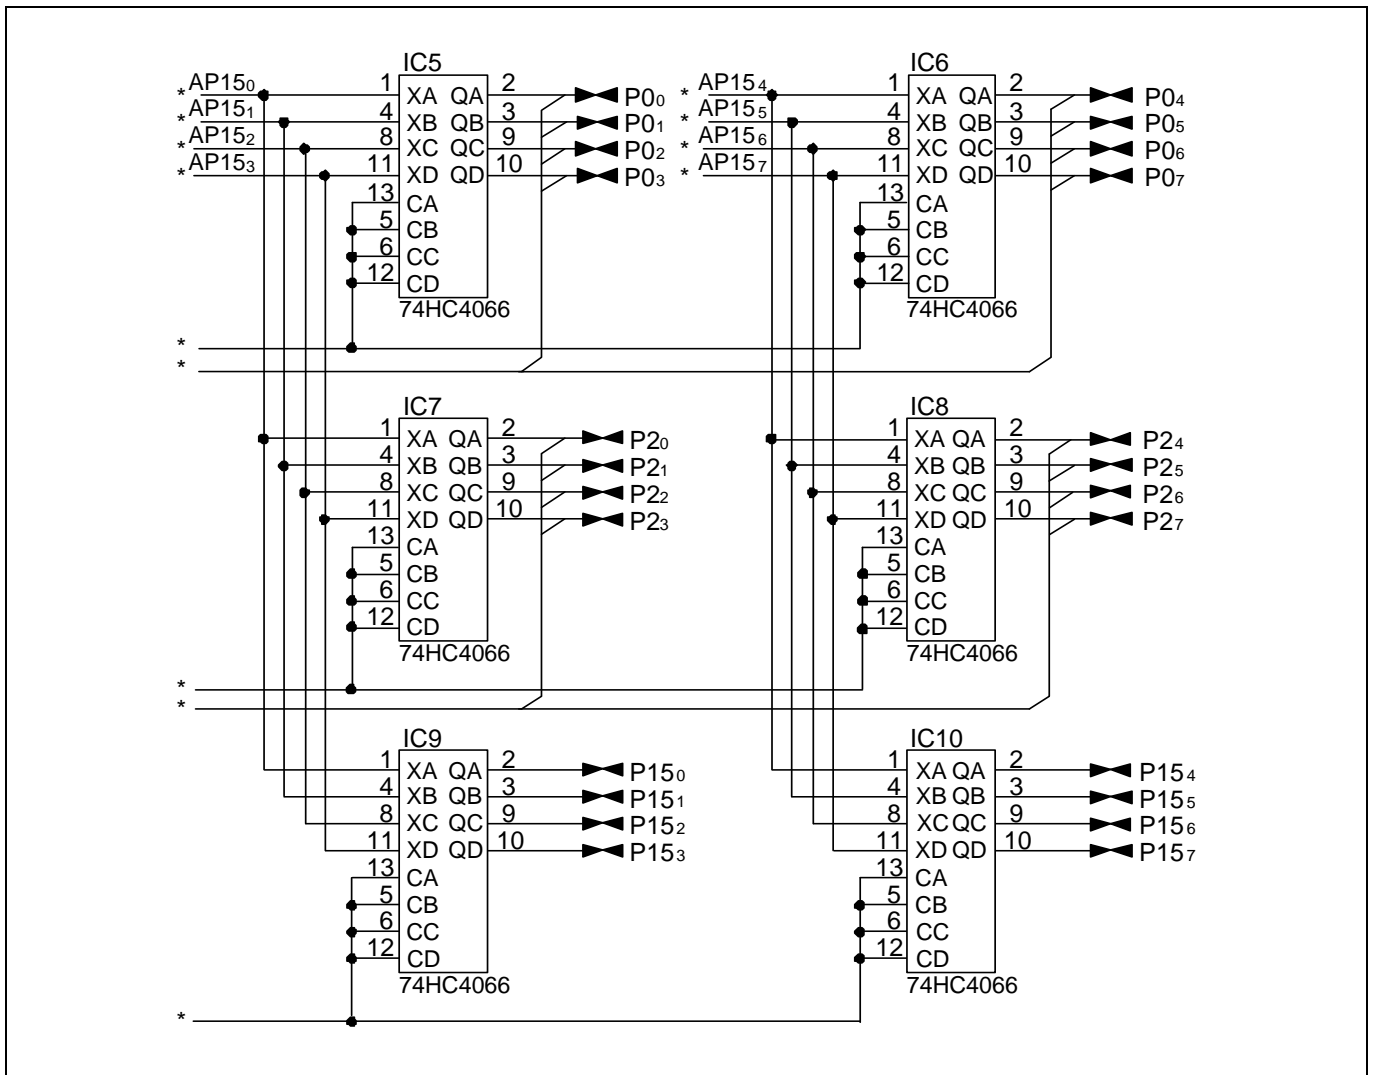 IC5 IC6
* AP150 1 XA QA 2 P00 * AP154 1 XA QA 2 P04
* AP151 4 XB QB 3 P01 * AP155 4 XB QB 3 P05
* AP152 8 XC QC 9 P02 * AP156 8 XC QC 9 P06
* AP153 11 XD QD 10 P03 * AP157 11 XD QD 10 P07
13 CA 13 CA
5 CB 5 CB
6 CC 6 CC
12 CD 12 CD
74HC4066 74HC4066
*
*
IC7 IC8
1 XA QA 2 P20 1 XA QA 2 P24
4 XB QB 3 P21 4 XB QB 3 P25
8 XC QC 9 P22 8 XC QC 9 P26
11 XD QD 10 P23 11 XD QD 10 P27
13 CA 13 CA
5 CB 5 CB
6 CC 6 CC
12 CD 12 CD
74HC4066 74HC4066
*
*
IC9 IC10
1 XA QA 2 P150 1 XA QA 2 P154
4 XB QB 3 P151 4 XB QB 3 P155
8 XC QC 9 P152 8 XC QC 9 P156
11 XD QD 10 P153 11 XD QD 10 P157
13 CA 13 CA
5 CB 5 CB
6 CC 6 CC
12 CD 12 CD
74HC4066 74HC4066
*